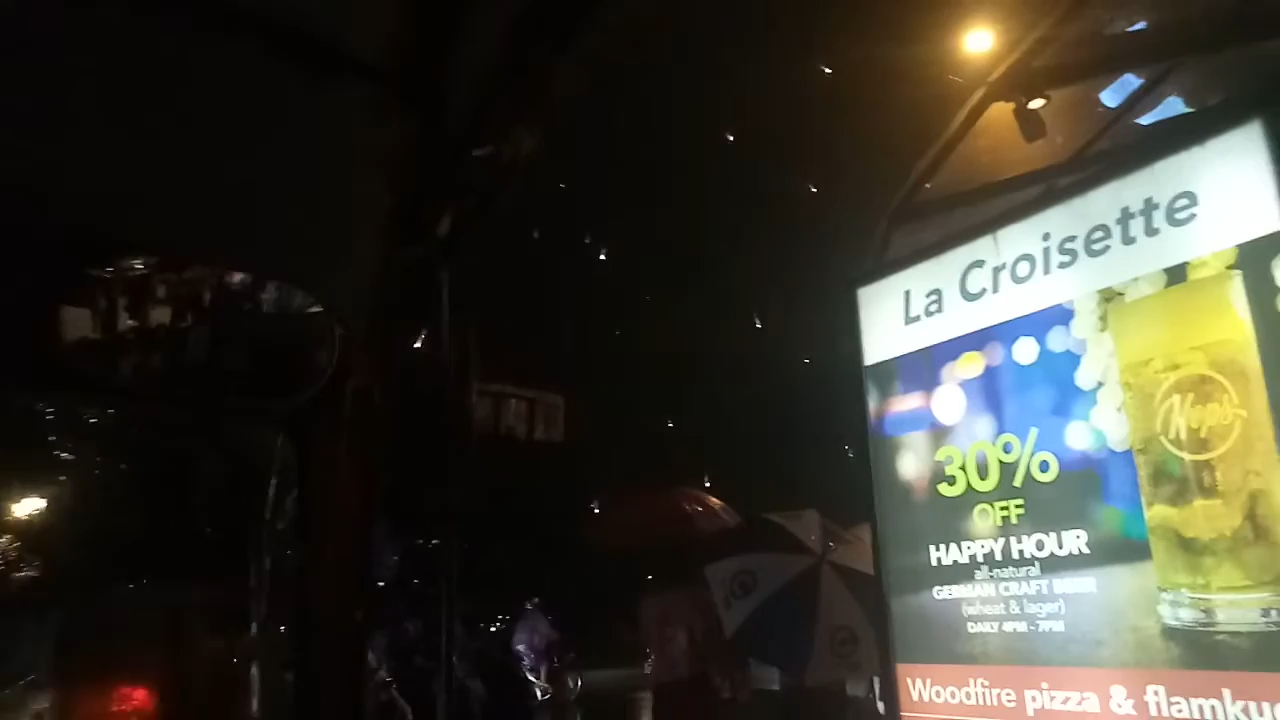 La Croisette
Hops
30%
OFF
HAPPY HOUR
all-natural
GERMAN CRAFT BEER
(wheat & lager)
DAILY 4PM - 7PM
Woodfire pizza & flamku